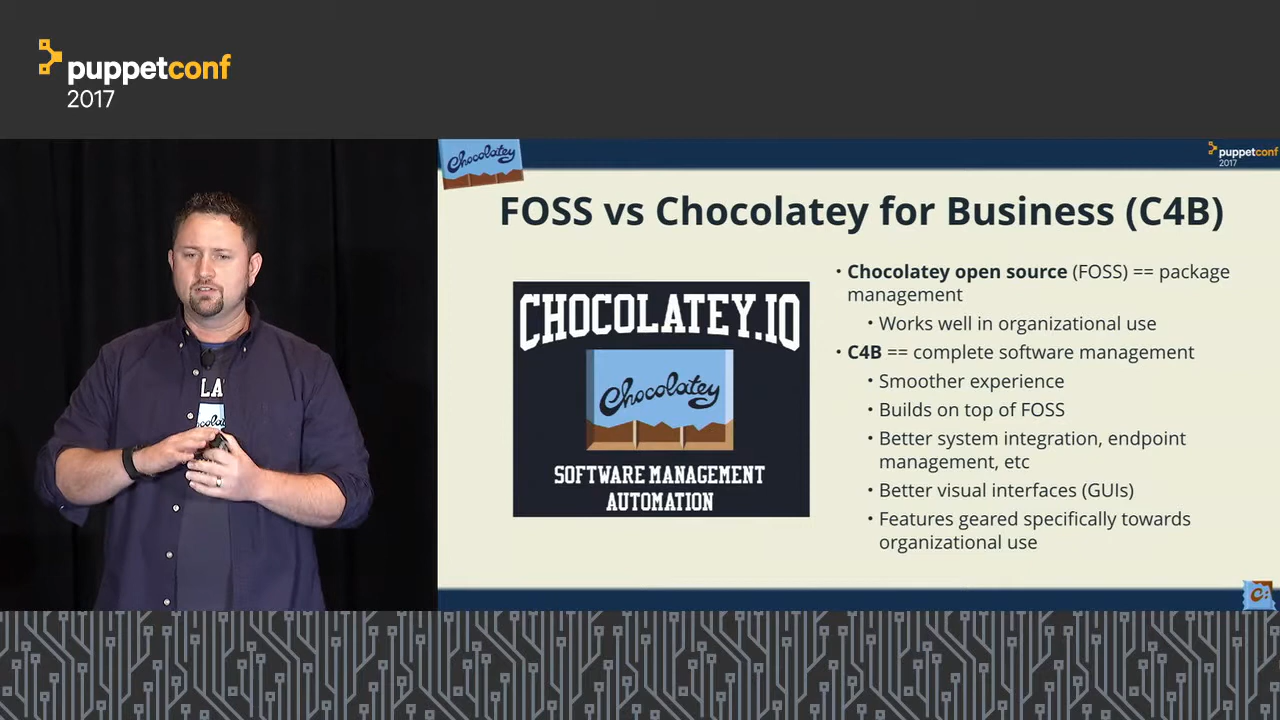 puppetconf
2017
Chocolatey
puppetconf
2017
FOSS vs Chocolatey for Business (C4B)
CHOCOLATEY.IO
Chocolatey
SOFTWARE MANAGEMENT
AUTOMATION
• Chocolatey open source (FOSS) == package
management
• Works well in organizational use
• C4B == complete software management
• Smoother experience
• Builds on top of FOSS
• Better system integration, endpoint
management, etc
• Better visual interfaces (GUIs)
• Features geared specifically towards
organizational use
LA
Chocolat
c: